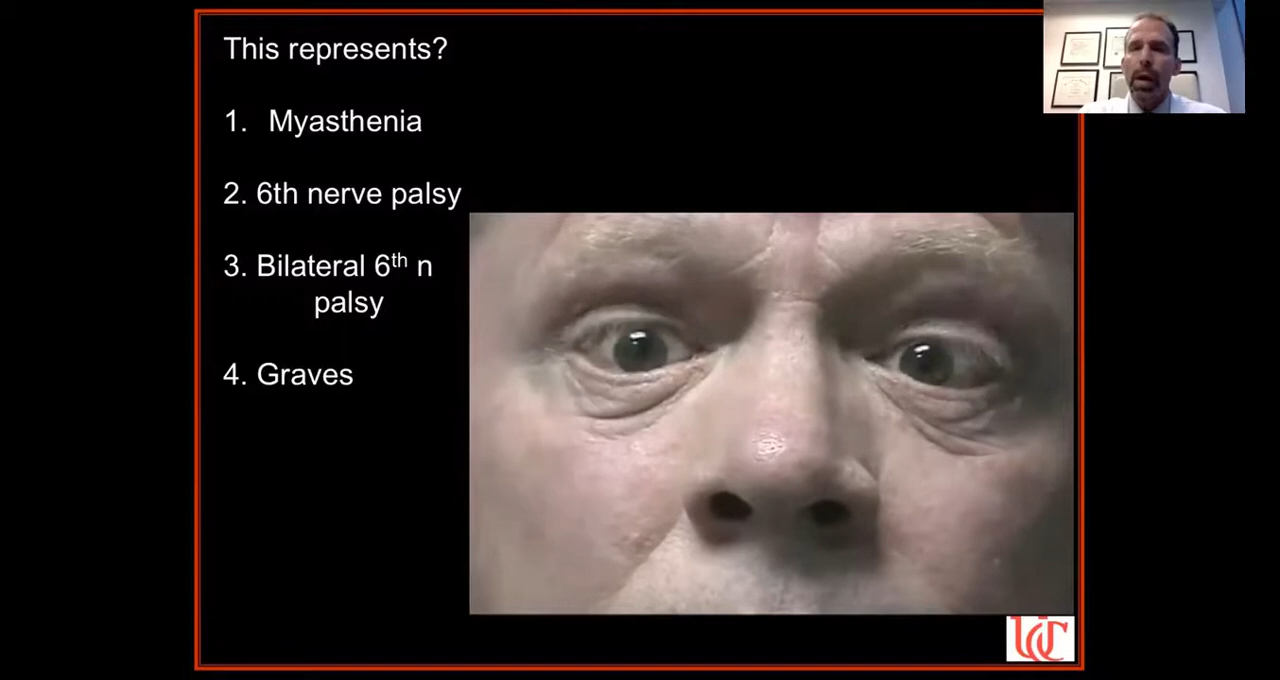 This represents?
1. Myasthenia
2. 6th nerve palsy
3. Bilateral 6th n
palsy
4. Graves
UC